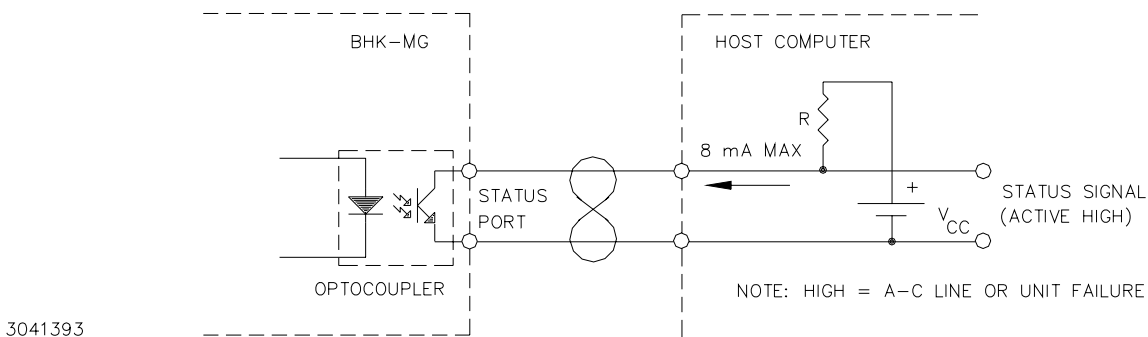 BHK-MG
HOST COMPUTER
R
8 mA MAX
+
STATUS
PORT
VCC
STATUS SIGNAL
(ACTIVE HIGH)
OPTOCOUPLER
NOTE: HIGH = A-C LINE OR UNIT FAILURE
3041393